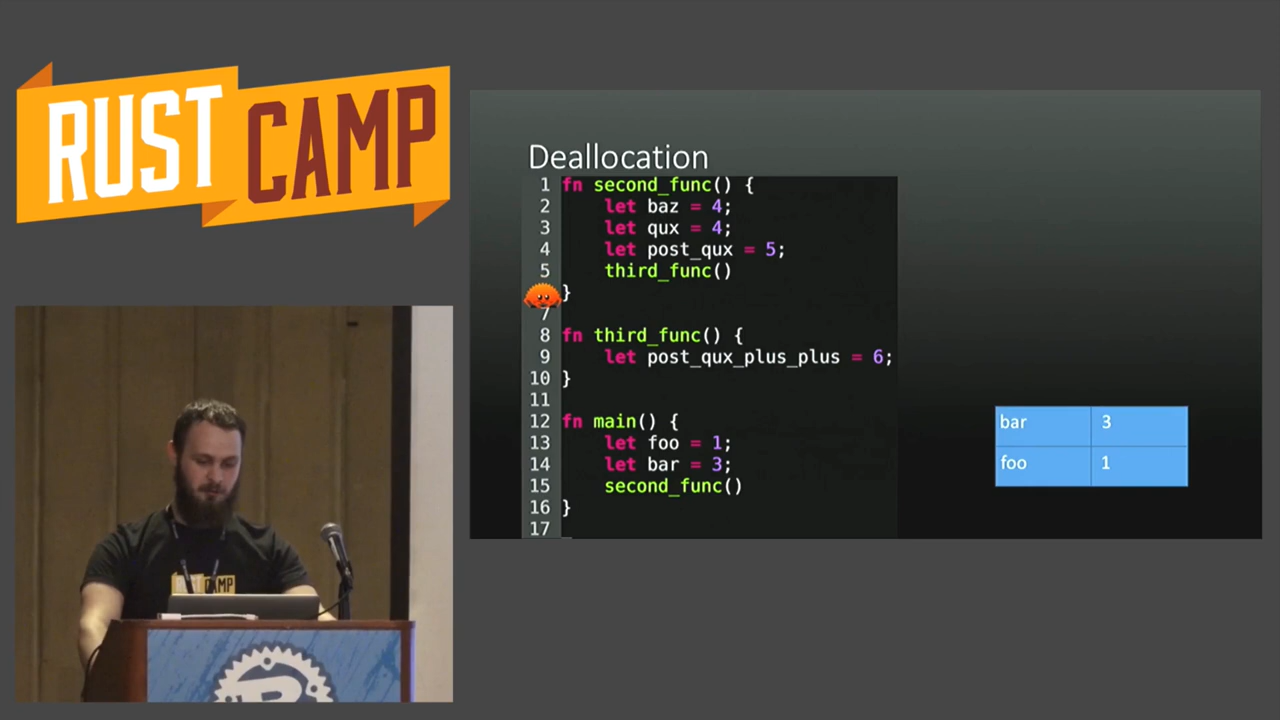 RUST CAMP
Deallocation
1 fn second_func() {
2 let baz = 4;
3 let qux = 4;
4 let post_qux = 5;
5 third_func()
}
7
8 fn third_func() {
9 let post_qux_plus_plus = 6;
10 }
11
12 fn main() {
13 let foo = 1;
14 let bar = 3;
15 second_func()
16 }
17
bar 3
foo 1
RUST CAMP
R